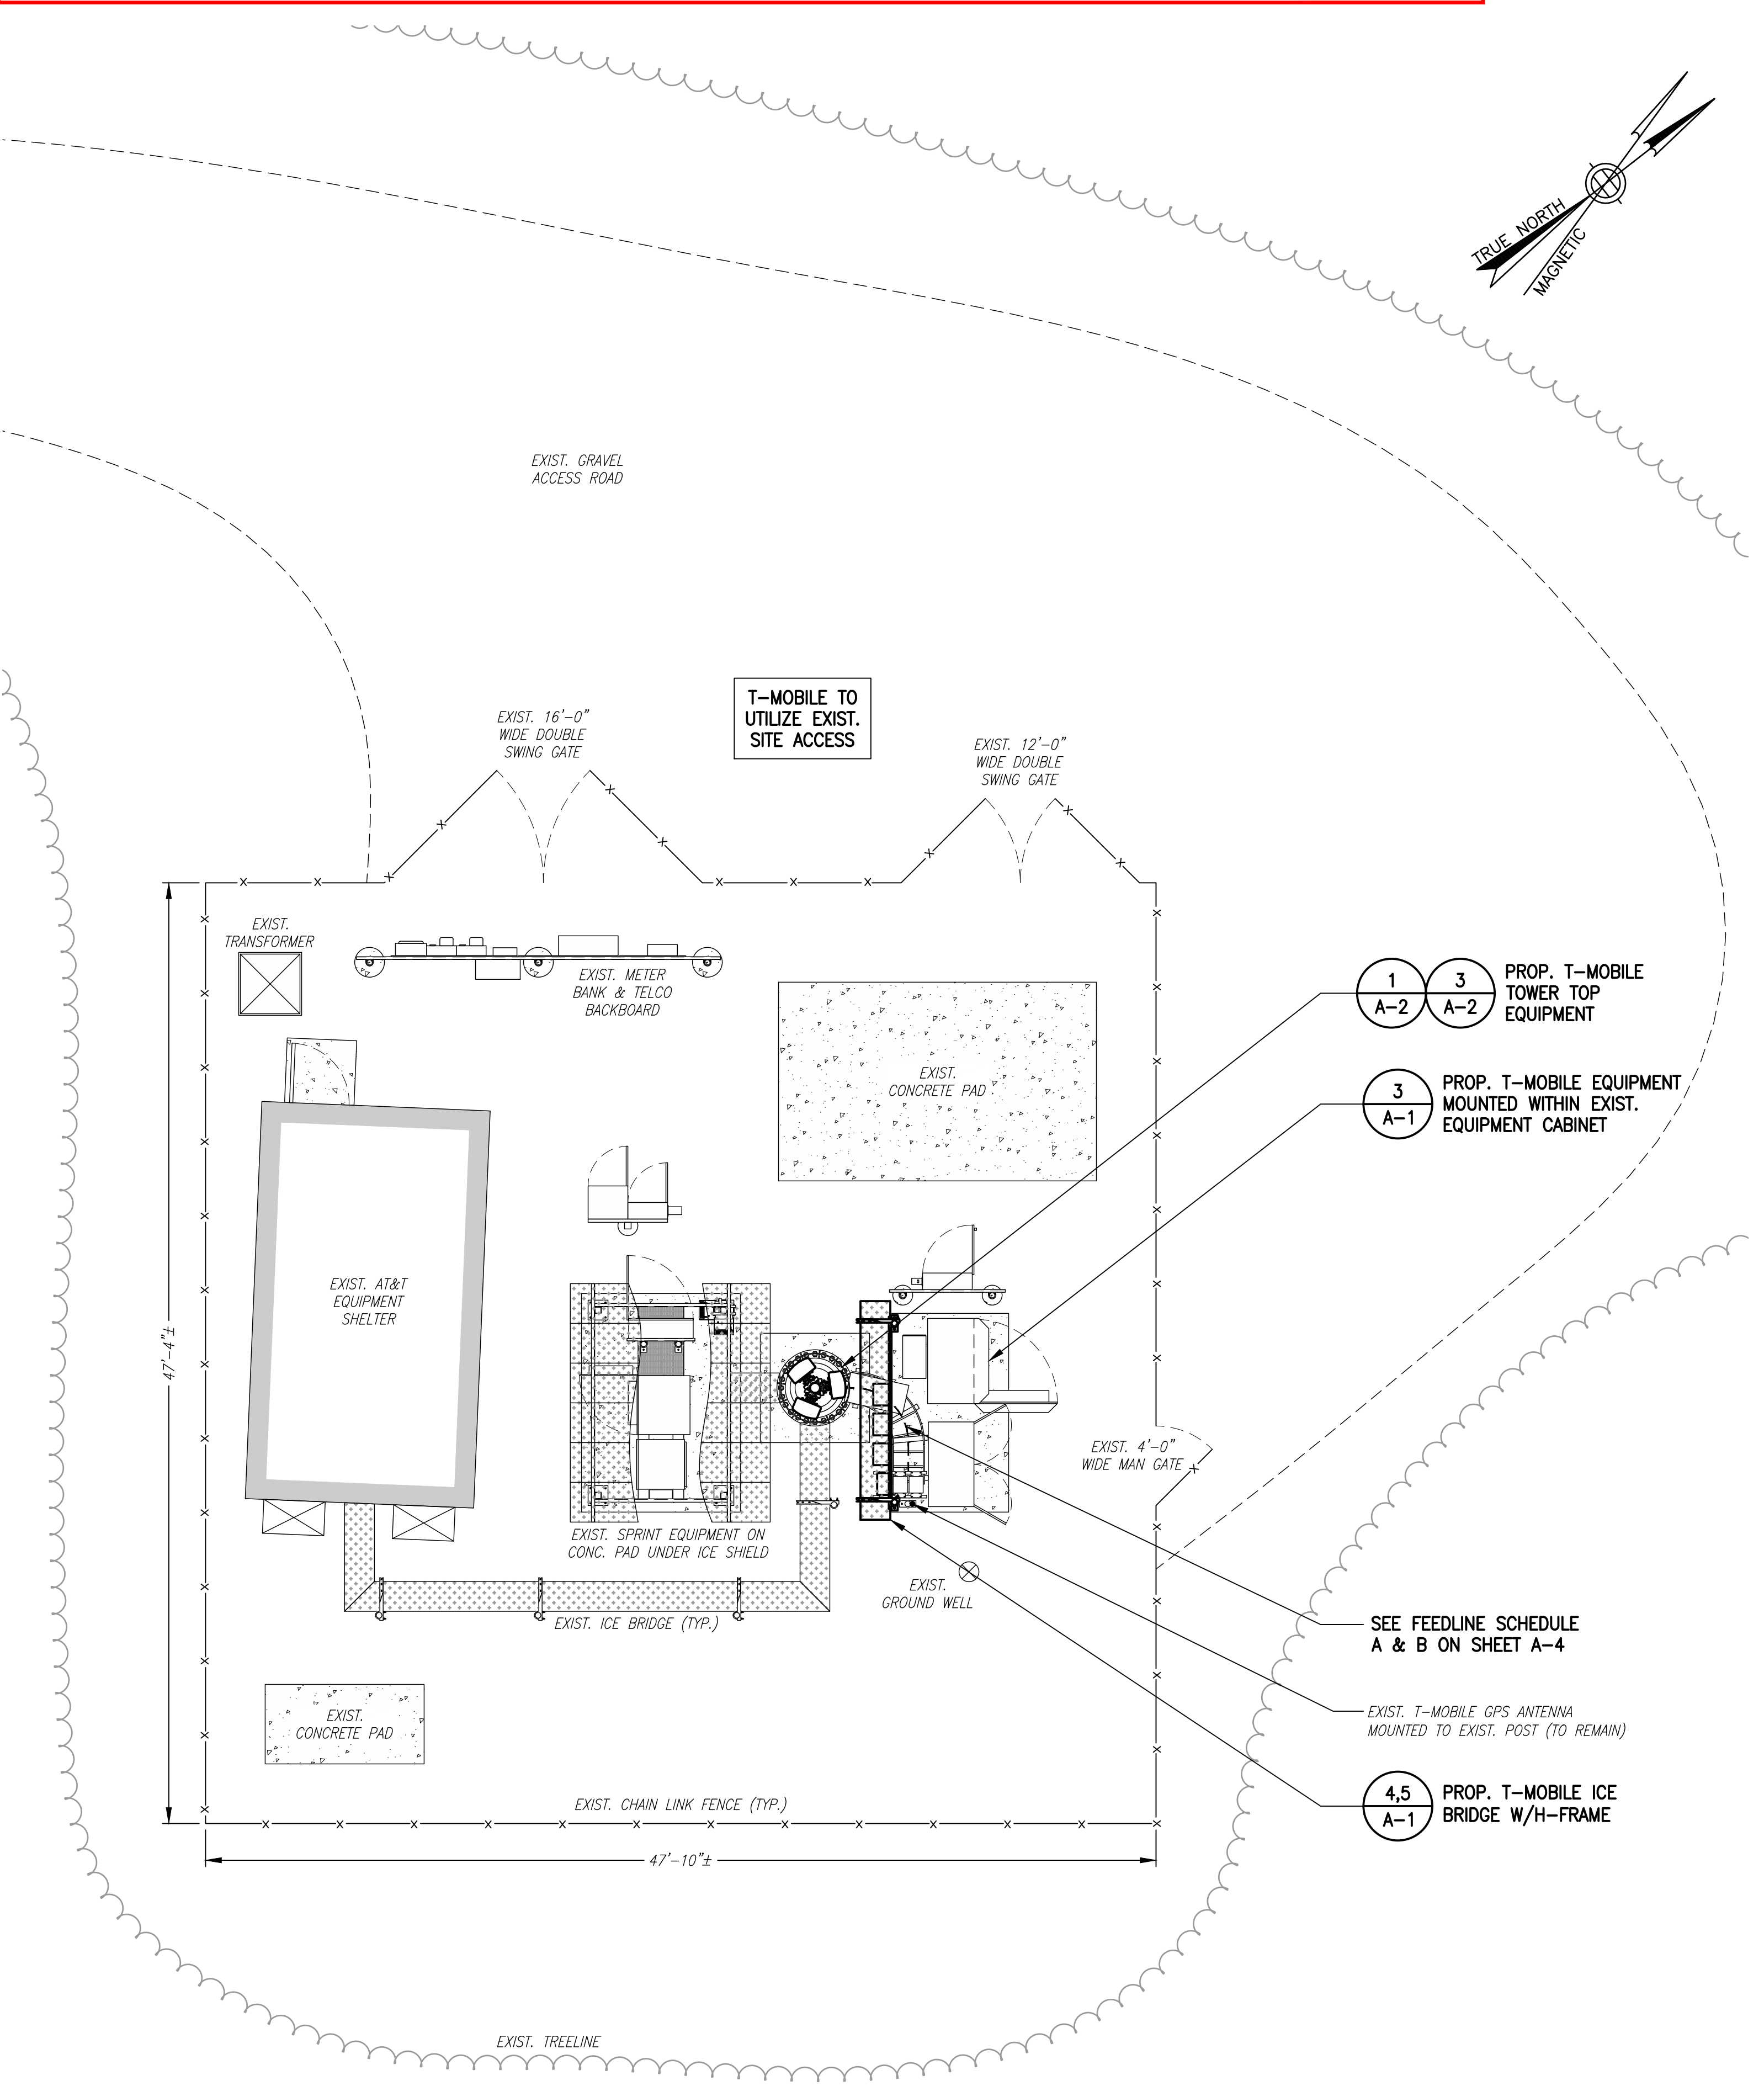 TRUE NORTH
MAGNETIC
EXIST. GRAVEL
ACCESS ROAD
T-MOBILE TO
UTILIZE EXIST.
SITE ACCESS
EXIST. 16'-0"
WIDE DOUBLE
SWING GATE
EXIST. 12'-0"
WIDE DOUBLE
SWING GATE
EXIST.
TRANSFORMER
EXIST. METER
BANK & TELCO
BACKBOARD
1
A-2
3
A-2
PROP. T-MOBILE
TOWER TOP
EQUIPMENT
EXIST.
CONCRETE PAD
3
A-1
PROP. T-MOBILE EQUIPMENT
MOUNTED WITHIN EXIST.
EQUIPMENT CABINET
EXIST. AT&T
EQUIPMENT
SHELTER
47'-4"±
EXIST. 4'-0"
WIDE MAN GATE
EXIST. SPRINT EQUIPMENT ON
CONC. PAD UNDER ICE SHIELD
EXIST.
GROUND WELL
EXIST. ICE BRIDGE (TYP.)
SEE FEEDLINE SCHEDULE
A & B ON SHEET A-4
EXIST. T-MOBILE GPS ANTENNA
MOUNTED TO EXIST. POST (TO REMAIN)
EXIST.
CONCRETE PAD
4,5
A-1
PROP. T-MOBILE ICE
BRIDGE W/H-FRAME
EXIST. CHAIN LINK FENCE (TYP.)
47'-10"±
EXIST. TREELINE